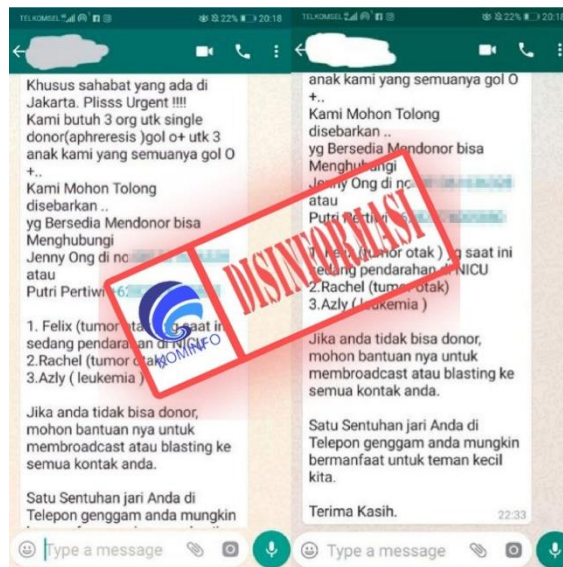 TELKOMSEL
22%
20:18
Khusus sahabat yang ada di
Jakarta. Plisss Urgent !!!!
Kami butuh 3 org utk single
donor(aphreresis )gol o+ utk 3
anak kami yang semuanya gol O
+..
Kami Mohon Tolong
disebarkan ..
yg Bersedia Mendonor bisa
Menghubungi
Jenny Ong di no
atau
Putri Pertiwi +62
1. Felix (tumor otak ) yg saat ini
sedang pendarahan di NICU
2.Rachel (tumor otak)
3.Azly ( leukemia )
Jika anda tidak bisa donor,
mohon bantuan nya untuk
membroadcast atau blasting ke
semua kontak anda.
Satu Sentuhan jari Anda di
Telepon genggam anda mungkin
Type a message
TELKOMSEL
22%
20:18
anak kami yang semuanya gol O
+..
Kami Mohon Tolong
disebarkan ..
yg Bersedia Mendonor bisa
Menghubungi
Jenny Ong di no
atau
Putri Pertiwi
1. Felix (tumor otak ) yg saat ini
sedang pendarahan di NICU
2.Rachel (tumor otak)
3.Azly ( leukemia )
Jika anda tidak bisa donor,
mohon bantuan nya untuk
membroadcast atau blasting ke
semua kontak anda.
Satu Sentuhan jari Anda di
Telepon genggam anda mungkin
bermanfaat untuk teman kecil
kita.
Terima Kasih.
22:33
Type a message
KOMINFO
DISINFORMASI